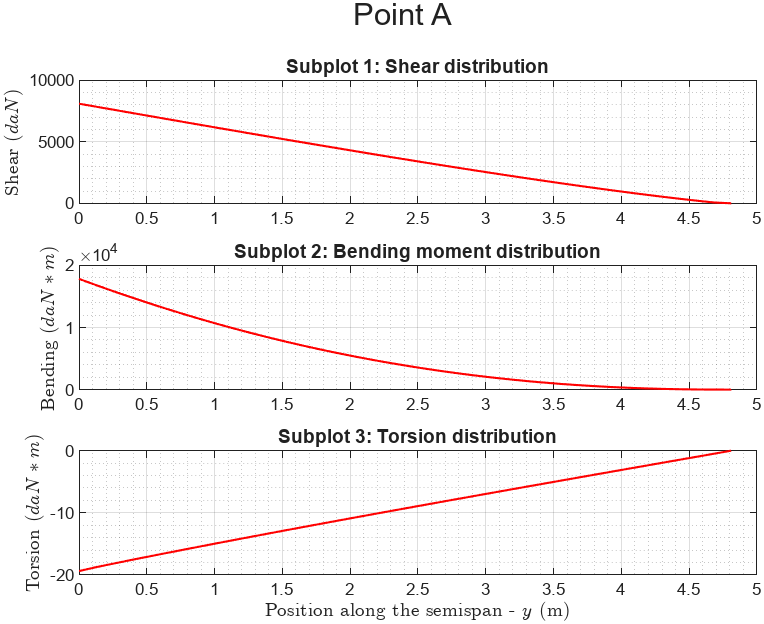 Point A
Subplot 1: Shear distribution
Shear (daN)
10000
5000
0
0 0.5 1 1.5 2 2.5 3 3.5 4 4.5 5
Subplot 2: Bending moment distribution
Bending (daN * m)
×10^4
2
1
0
0 0.5 1 1.5 2 2.5 3 3.5 4 4.5 5
Subplot 3: Torsion distribution
Torsion (daN * m)
0
-10
-20
0 0.5 1 1.5 2 2.5 3 3.5 4 4.5 5
Position along the semispan - y (m)